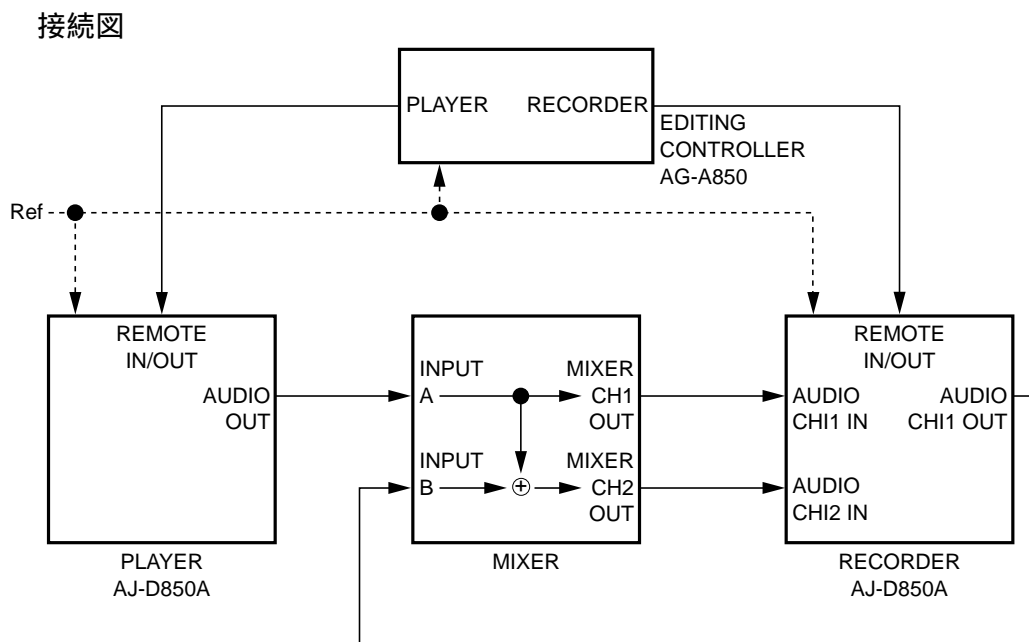 接続図
PLAYER
RECORDER
EDITING
CONTROLLER
AG-A850
Ref
REMOTE
IN/OUT
AUDIO
OUT
PLAYER
AJ-D850A
INPUT
A
MIXER
CH1
OUT
INPUT
B
MIXER
CH2
OUT
MIXER
REMOTE
IN/OUT
AUDIO
CHI1 IN
AUDIO
CHI1 OUT
AUDIO
CHI2 IN
RECORDER
AJ-D850A